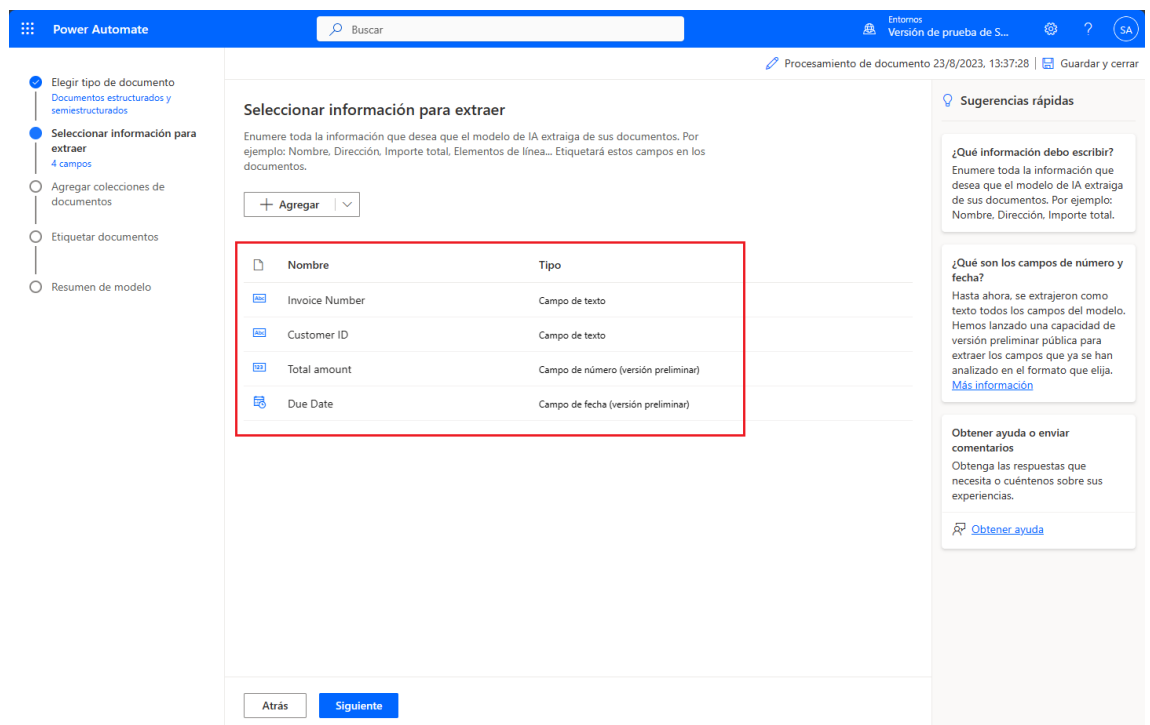 Power Automate
Buscar
Entornos
Versión de prueba de S...
?
SA
Procesamiento de documento 23/8/2023, 13:37:28
Guardar y cerrar
Elegir tipo de documento
Documentos estructurados y
semiestructurados
Seleccionar información para
extraer
4 campos
Agregar colecciones de
documentos
Etiquetar documentos
Resumen de modelo
Seleccionar información para extraer
Enumere toda la información que desea que el modelo de IA extraiga de sus documentos. Por
ejemplo: Nombre, Dirección, Importe total, Elementos de línea... Etiquetará estos campos en los
documentos.
Agregar
Nombre Tipo
Abc Invoice Number Campo de texto
Abc Customer ID Campo de texto
123 Total amount Campo de número (versión preliminar)
Due Date Campo de fecha (versión preliminar)
Atrás
Siguiente
Sugerencias rápidas
¿Qué información debo escribir?
Enumere toda la información que
desea que el modelo de IA extraiga
de sus documentos. Por ejemplo:
Nombre, Dirección, Importe total.
¿Qué son los campos de número y
fecha?
Hasta ahora, se extrajeron como
texto todos los campos del modelo.
Hemos lanzado una capacidad de
versión preliminar pública para
extraer los campos que ya se han
analizado en el formato que elija.
Más información
Obtener ayuda o enviar
comentarios
Obtenga las respuestas que
necesita o cuéntenos sobre sus
experiencias.
Obtener ayuda